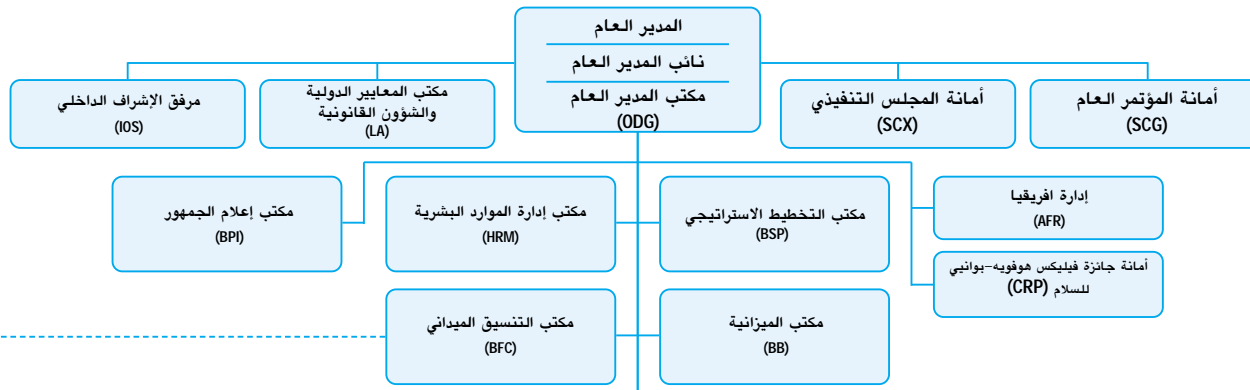 المدير العام
نائب المدير العام
مكتب المدير العام
(ODG)
أمانة المؤتمر العام
(SCG)
أمانة المجلس التنفيذي
(SCX)
مكتب المعايير الدولية
والشؤون القانونية
(LA)
مرفق الإشراف الداخلي
(IOS)
إدارة افريقيا
(AFR)
أمانة جائزة فيليكس هوفويه-بوانيي
للسلام (CRP)
مكتب التخطيط الاستراتيجي
(BSP)
مكتب إدارة الموارد البشرية
(HRM)
مكتب إعلام الجمهور
(BPI)
مكتب الميزانية
(BB)
مكتب التنسيق الميداني
(BFC)